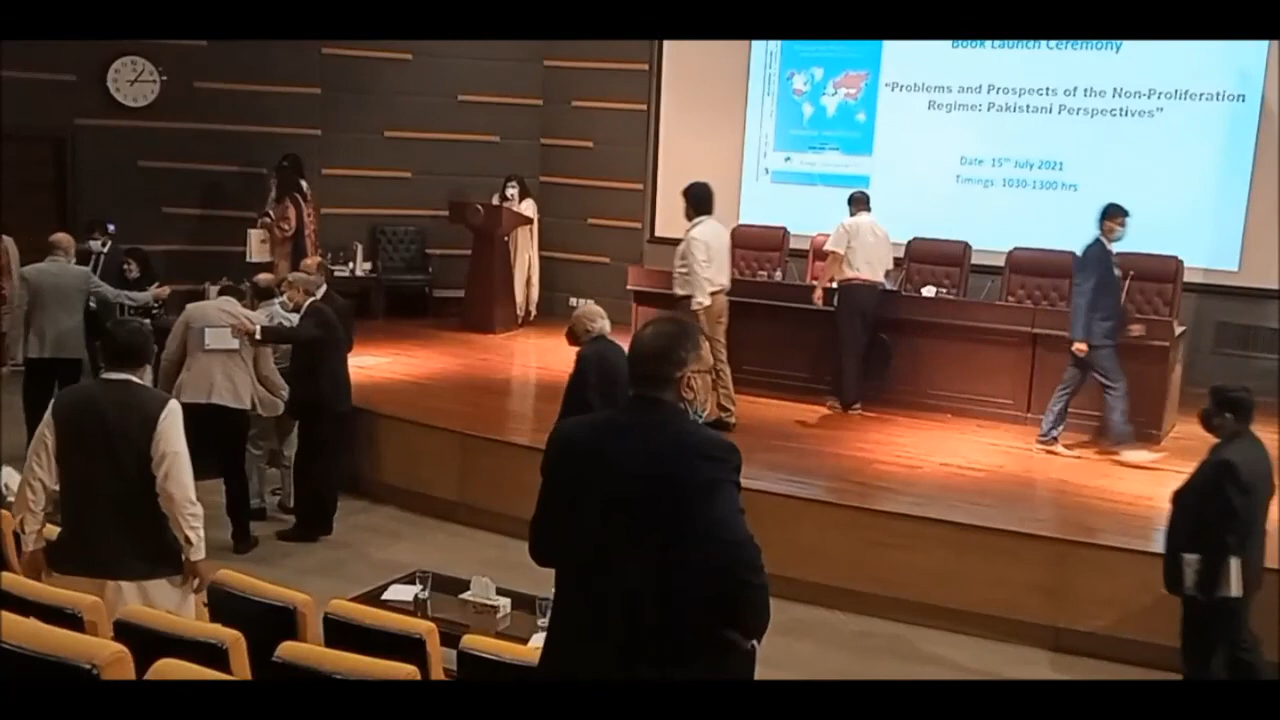 Book Launch Ceremony
"Problems and Prospects of the Non-Proliferation
Regime: Pakistani Perspectives"
Date: 15th July 2021
Timings: 1030-1300 hrs